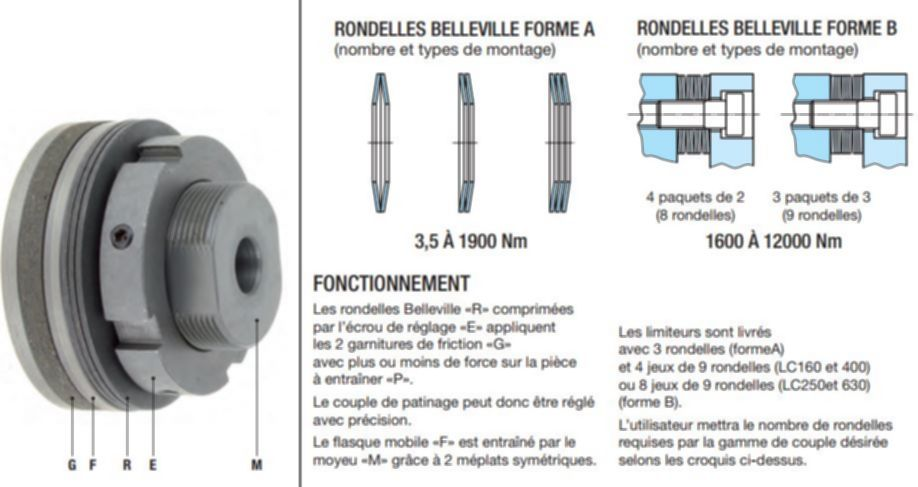 G F R E M
RONDELLES BELLEVILLE FORME A
(nombre et types de montage)
3,5 À 1900 Nm
RONDELLES BELLEVILLE FORME B
(nombre et types de montage)
4 paquets de 2
(8 rondelles)
3 paquets de 3
(9 rondelles)
1600 À 12000 Nm
FONCTIONNEMENT
Les rondelles Belleville «R» comprimées
par l'écrou de réglage «E» appliquent
les 2 garnitures de friction «G»
avec plus ou moins de force sur la pièce
à entraîner «P».
Le couple de patinage peut donc être réglé
avec précision.
Le flasque mobile «F» est entraîné par le
moyeu «M» grâce à 2 méplats symétriques.
Les limiteurs sont livrés
avec 3 rondelles (formeA)
et 4 jeux de 9 rondelles (LC160 et 400)
ou 8 jeux de 9 rondelles (LC250et 630)
(forme B).
L'utilisateur mettra le nombre de rondelles
requises par la gamme de couple désirée
selons les croquis ci-dessus.